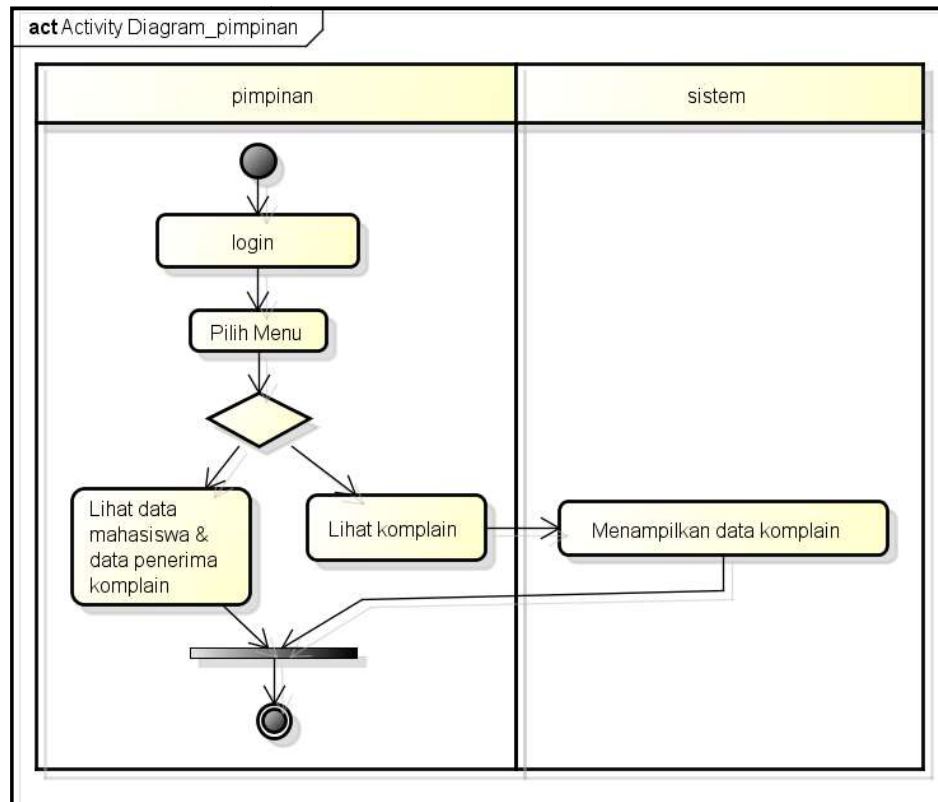 act Activity Diagram_pimpinan
pimpinan
sistem
login
Pilih Menu
Lihat data
mahasiswa &
data penerima
komplain
Lihat komplain
Menampilkan data komplain